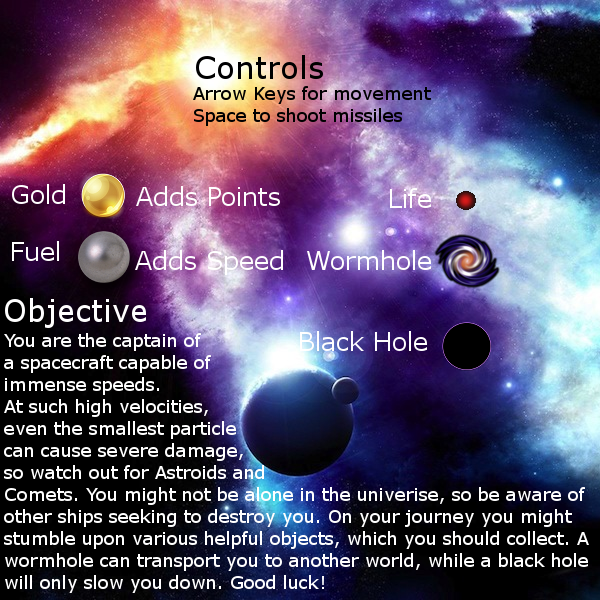 Controls
Arrow Keys for movement
Space to shoot missiles
Gold Adds Points
Life
Fuel Adds Speed
Wormhole
Black Hole
Objective
You are the captain of
a spacecraft capable of
immense speeds.
At such high velocities,
even the smallest particle
can cause severe damage,
so watch out for Astroids and
Comets. You might not be alone in the univerise, so be aware of
other ships seeking to destroy you. On your journey you might
stumble upon various helpful objects, which you should collect. A
wormhole can transport you to another world, while a black hole
will only slow you down. Good luck!